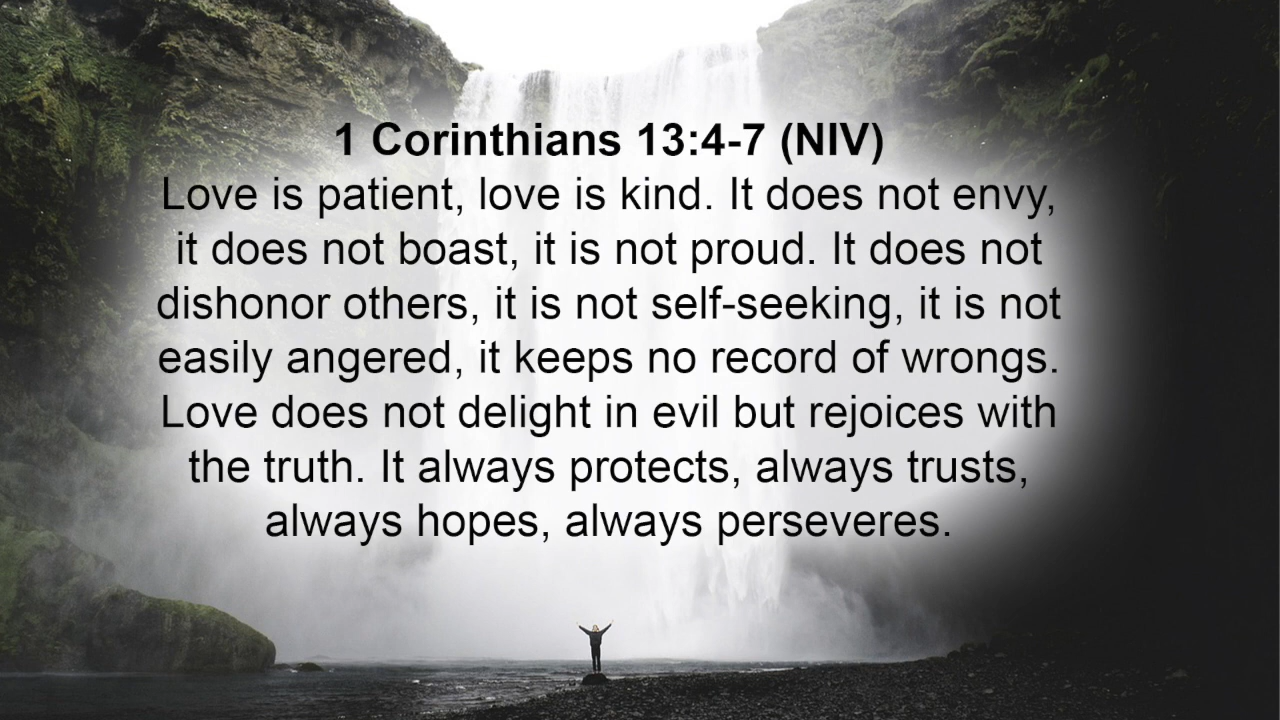 1 Corinthians 13:4-7 (NIV)
Love is patient, love is kind. It does not envy,
it does not boast, it is not proud. It does not
dishonor others, it is not self-seeking, it is not
easily angered, it keeps no record of wrongs.
Love does not delight in evil but rejoices with
the truth. It always protects, always trusts,
always hopes, always perseveres.